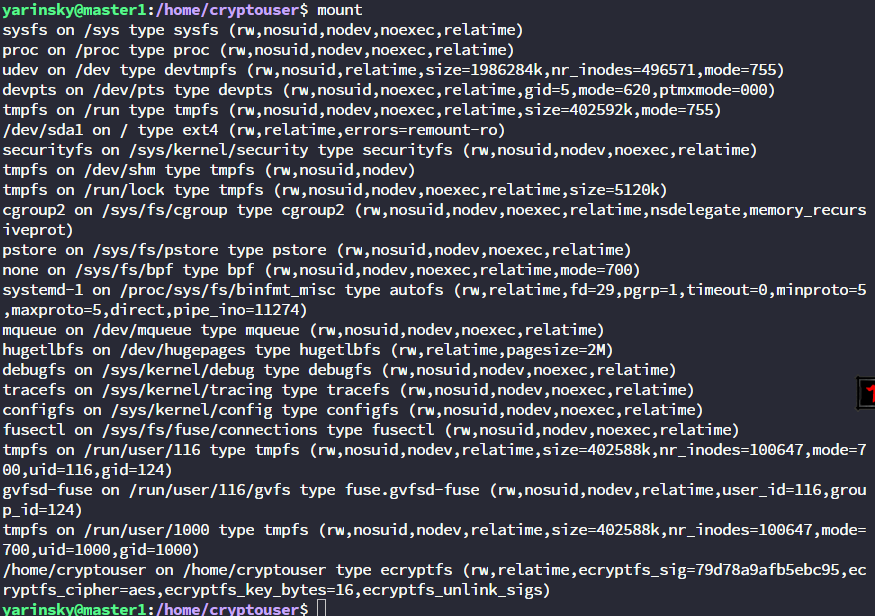 yarinsky@master1:/home/cryptouser$ mount
sysfs on /sys type sysfs (rw,nosuid,nodev,noexec,relatime)
proc on /proc type proc (rw,nosuid,nodev,noexec,relatime)
udev on /dev type devtmpfs (rw,nosuid,relatime,size=1986284k,nr_inodes=496571,mode=755)
devpts on /dev/pts type devpts (rw,nosuid,noexec,relatime,gid=5,mode=620,ptmxmode=000)
tmpfs on /run type tmpfs (rw,nosuid,nodev,noexec,relatime,size=402592k,mode=755)
/dev/sda1 on / type ext4 (rw,relatime,errors=remount-ro)
securityfs on /sys/kernel/security type securityfs (rw,nosuid,nodev,noexec,relatime)
tmpfs on /dev/shm type tmpfs (rw,nosuid,nodev)
tmpfs on /run/lock type tmpfs (rw,nosuid,nodev,noexec,relatime,size=5120k)
cgroup2 on /sys/fs/cgroup type cgroup2 (rw,nosuid,nodev,noexec,relatime,nsdelegate,memory_recurs
iveprot)
pstore on /sys/fs/pstore type pstore (rw,nosuid,nodev,noexec,relatime)
none on /sys/fs/bpf type bpf (rw,nosuid,nodev,noexec,relatime,mode=700)
systemd-1 on /proc/sys/fs/binfmt_misc type autofs (rw,relatime,fd=29,pgrp=1,timeout=0,minproto=5
,maxproto=5,direct,pipe_ino=11274)
mqueue on /dev/mqueue type mqueue (rw,nosuid,nodev,noexec,relatime)
hugetlbfs on /dev/hugepages type hugetlbfs (rw,relatime,pagesize=2M)
debugfs on /sys/kernel/debug type debugfs (rw,nosuid,nodev,noexec,relatime)
tracefs on /sys/kernel/tracing type tracefs (rw,nosuid,nodev,noexec,relatime)
configfs on /sys/kernel/config type configfs (rw,nosuid,nodev,noexec,relatime)
fusectl on /sys/fs/fuse/connections type fusectl (rw,nosuid,nodev,noexec,relatime)
tmpfs on /run/user/116 type tmpfs (rw,nosuid,nodev,relatime,size=402588k,nr_inodes=100647,mode=7
00,uid=116,gid=124)
gvfsd-fuse on /run/user/116/gvfs type fuse.gvfsd-fuse (rw,nosuid,nodev,relatime,user_id=116,grou
p_id=124)
tmpfs on /run/user/1000 type tmpfs (rw,nosuid,nodev,relatime,size=402588k,nr_inodes=100647,mode=
700,uid=1000,gid=1000)
/home/cryptouser on /home/cryptouser type ecryptfs (rw,relatime,ecryptfs_sig=79d78a9afb5ebc95,ec
ryptfs_cipher=aes,ecryptfs_key_bytes=16,ecryptfs_unlink_sigs)
yarinsky@master1:/home/cryptouser$